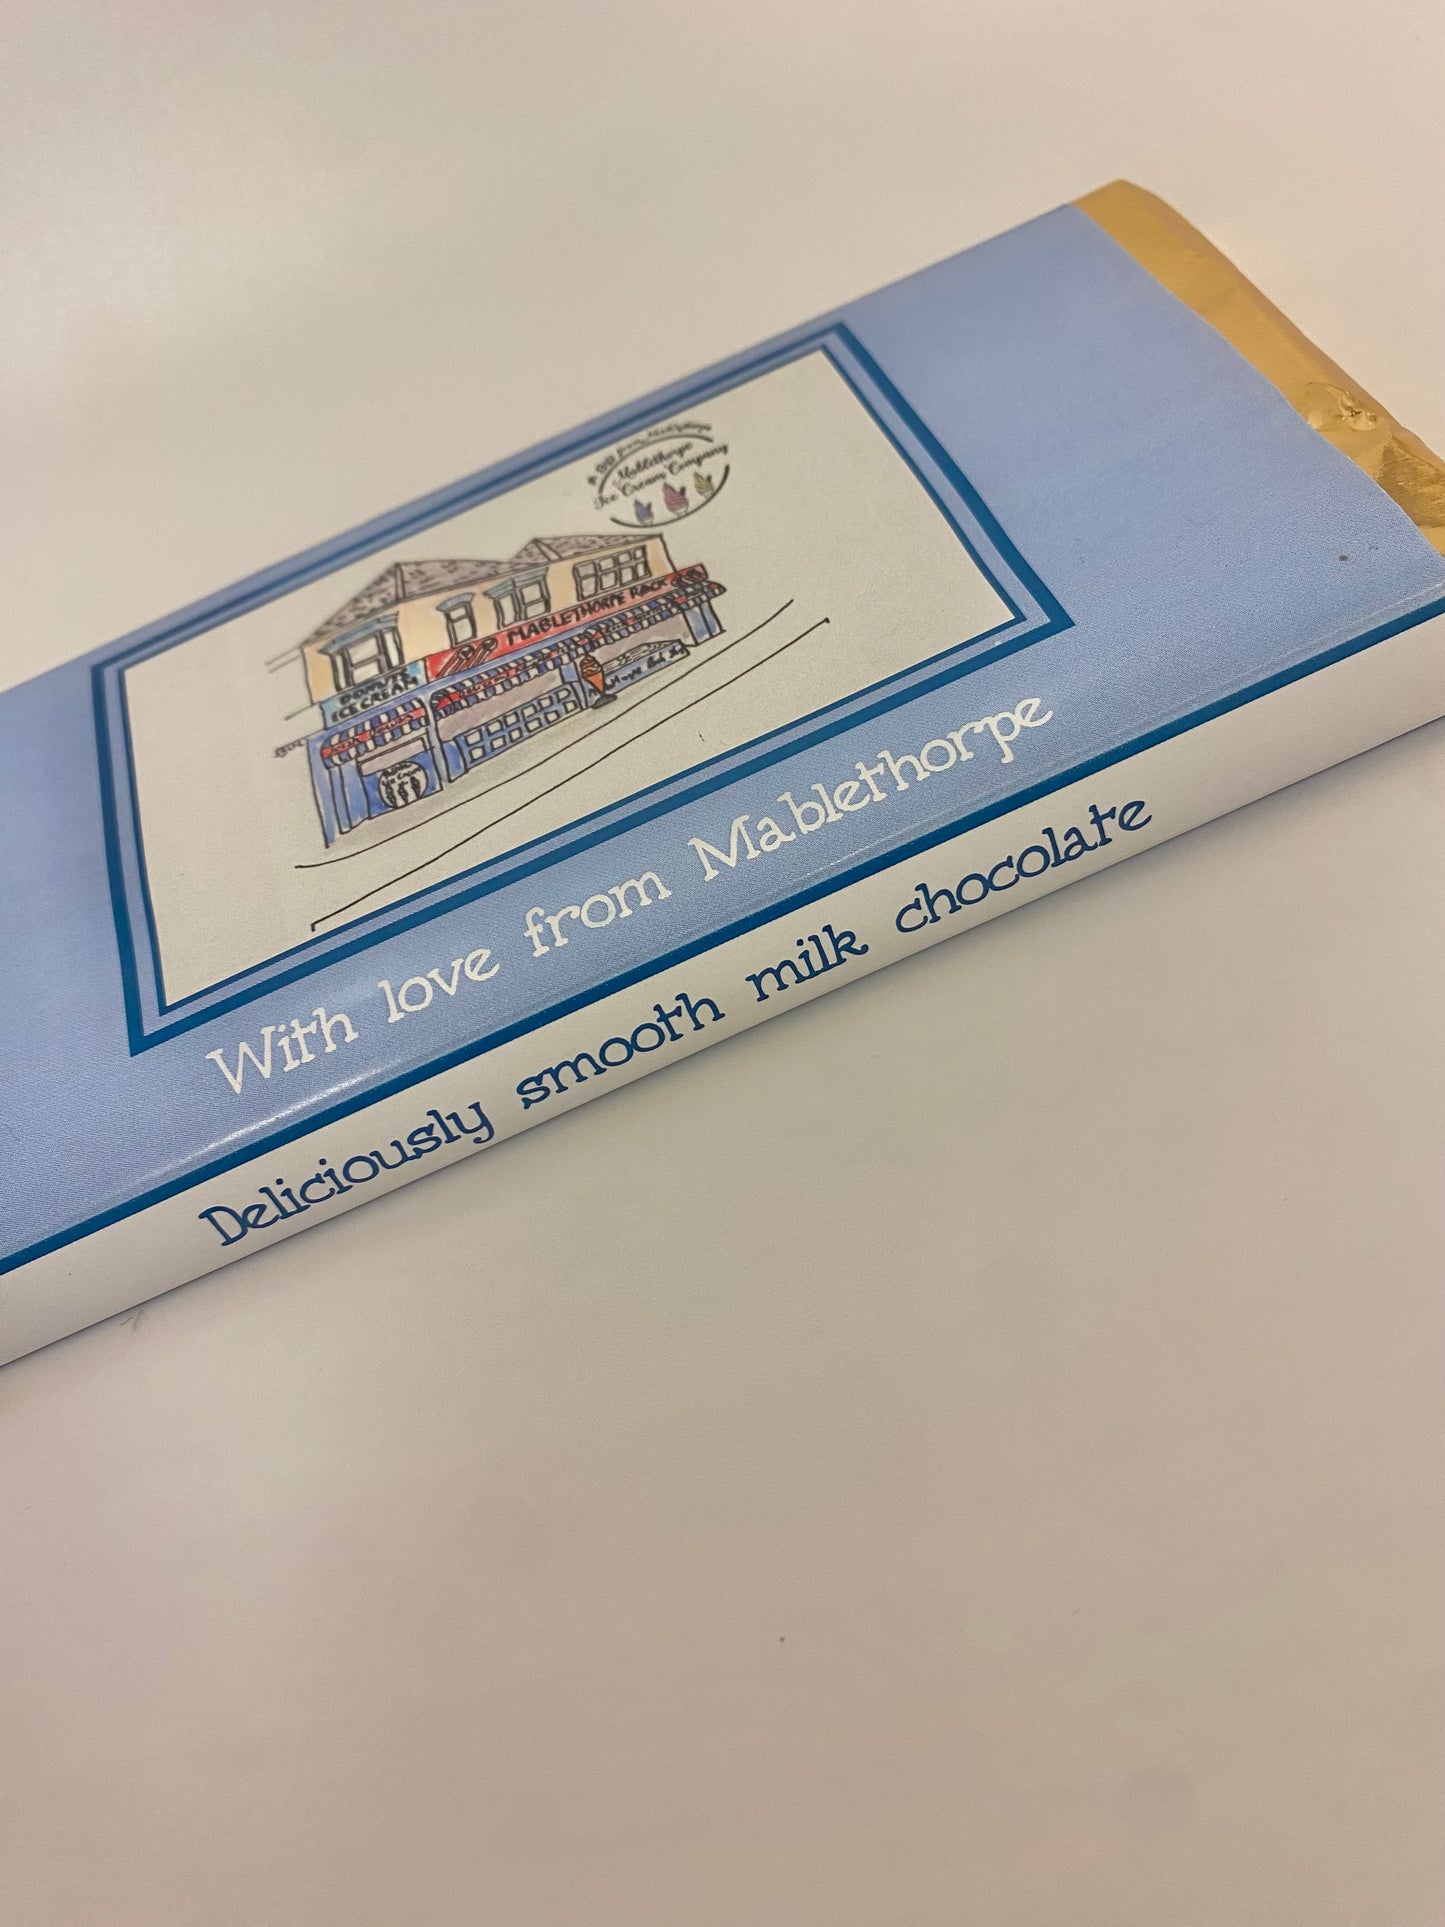 Mablethorpe
Ice Cream Company
MABLETHORPE ROCK
DONUTS
ICE CREAM
With love from Mablethorpe
Deliciously smooth milk chocolate